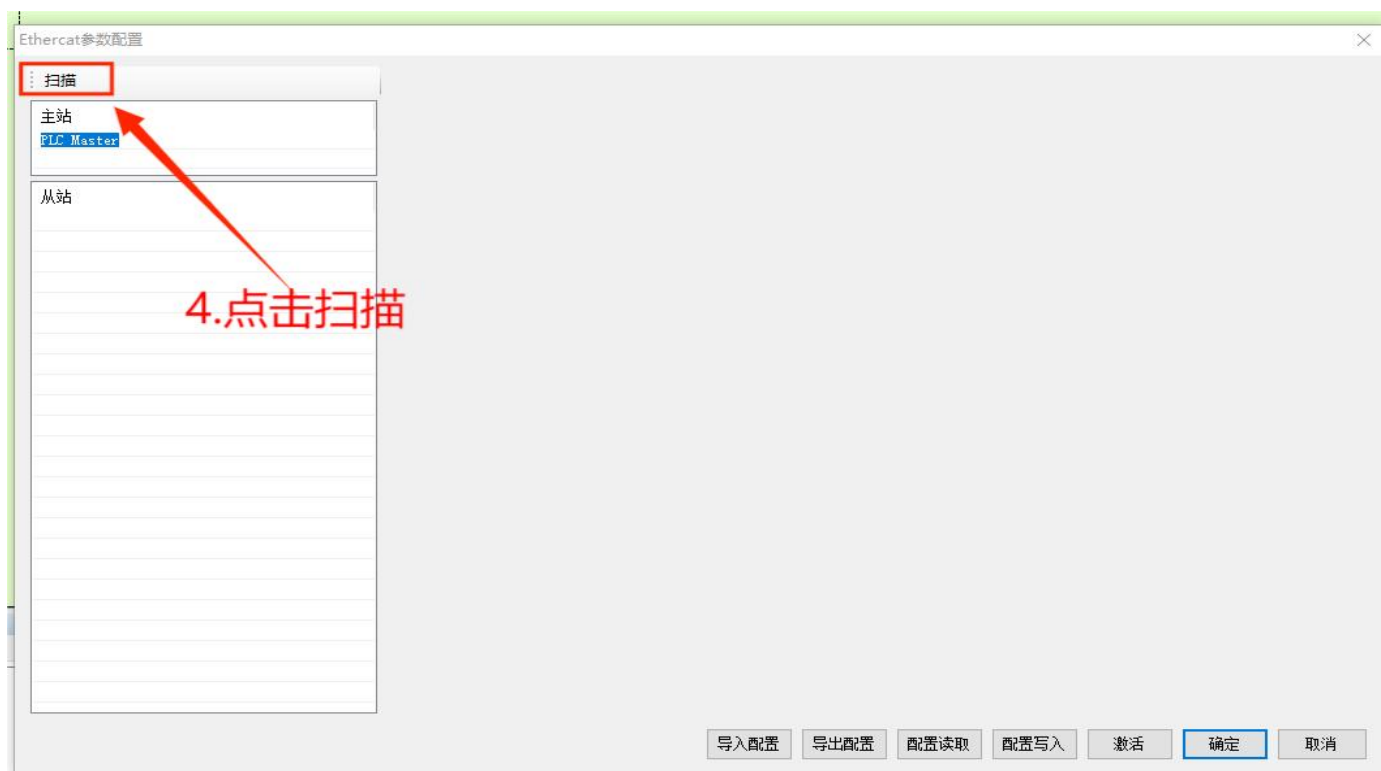 Ethercat参数配置
扫描
主站
PLC Master
从站
4.点击扫描
导入配置 导出配置 配置读取 配置写入 激活 确定 取消